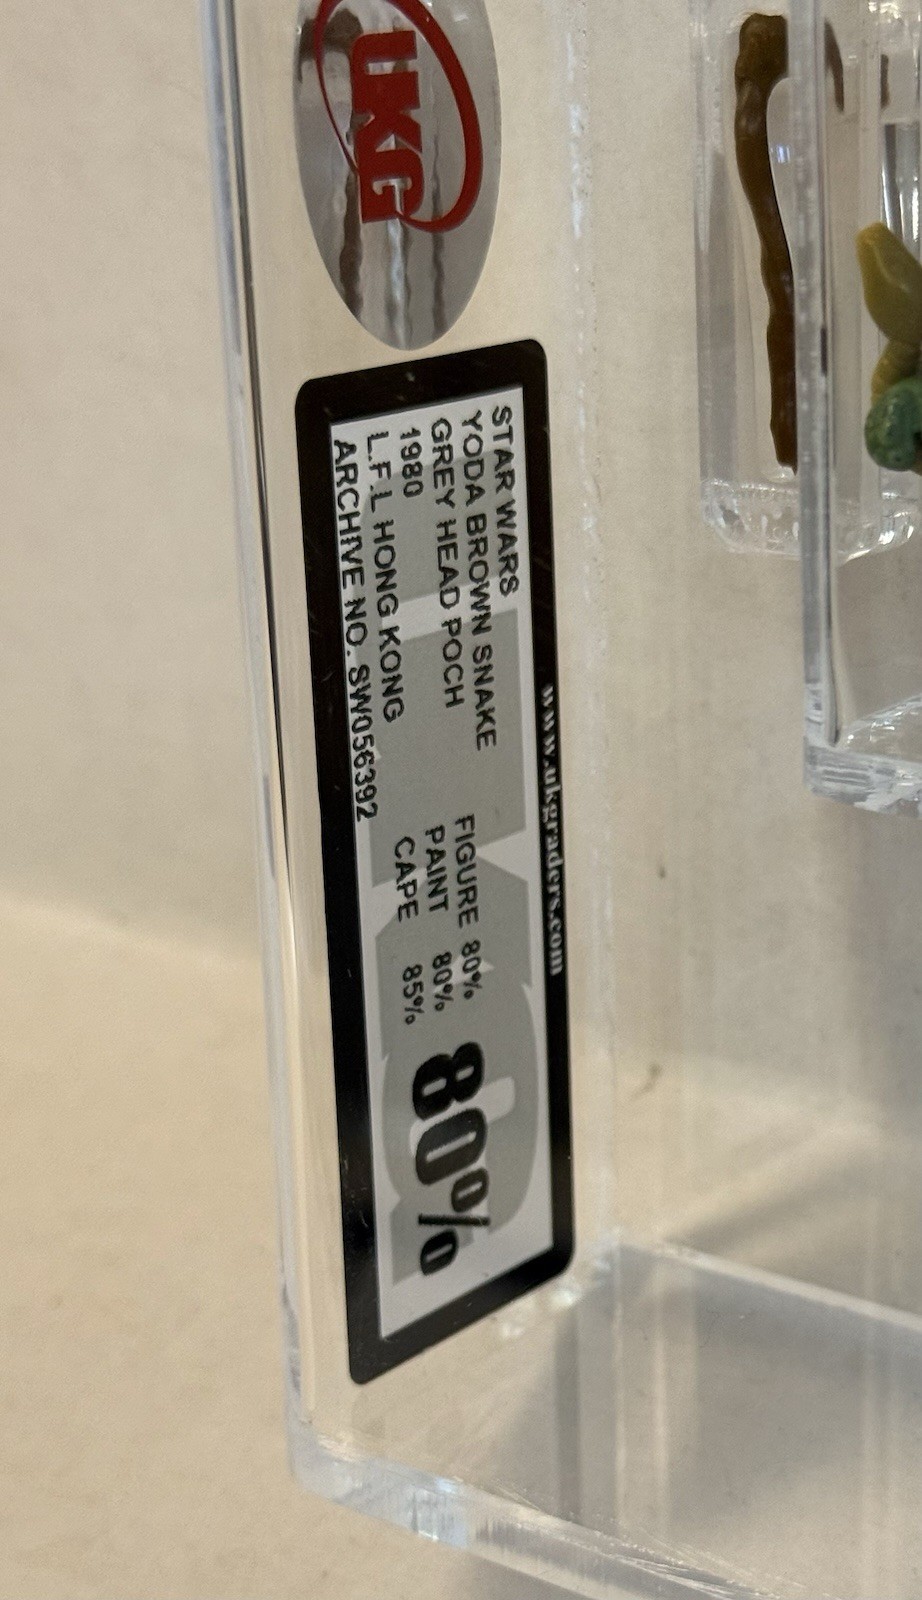 UKG
www.ukgraders.com
STAR WARS
YODA BROWN SNAKE
GREY HEAD POCH
1980
L.F.L HONG KONG
ARCHIVE NO. SW056392
FIGURE 80%
PAINT 80%
CAPE 85%
80%